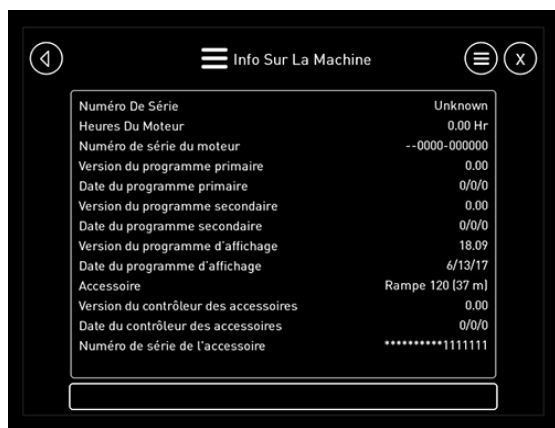 Info Sur La Machine
X
Numéro De Série Unknown
Heures Du Moteur 0.00 Hr
Numéro de série du moteur --0000-000000
Version du programme primaire 0.00
Date du programme primaire 0/0/0
Version du programme secondaire 0.00
Date du programme secondaire 0/0/0
Version du programme d'affichage 18.09
Date du programme d'affichage 6/13/17
Accessoire Rampe 120 (37 m)
Version du contrôleur des accessoires 0.00
Date du contrôleur des accessoires 0/0/0
Numéro de série de l'accessoire **********1111111